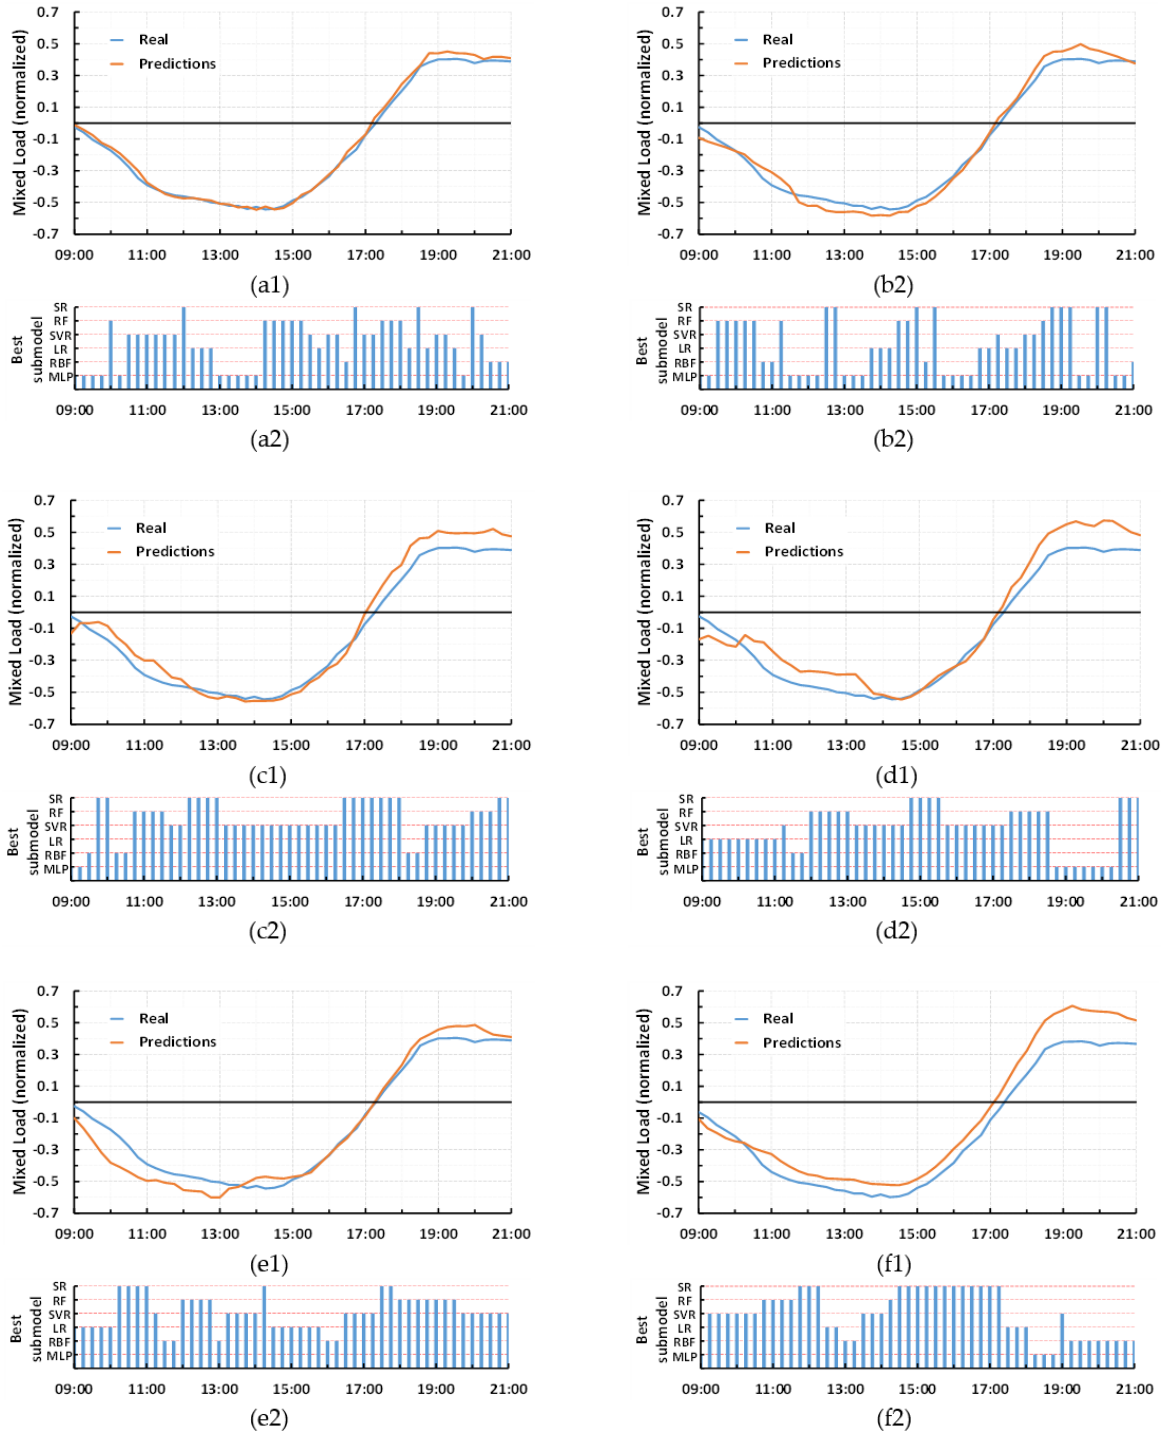 0.7
0.5
0.3
0.1
-0.1
-0.3
-0.5
-0.7
Mixed Load (normalized)
Real
Predictions
09:00 11:00 13:00 15:00 17:00 19:00 21:00
(a1)
0.7
0.5
0.3
0.1
-0.1
-0.3
-0.5
-0.7
Mixed Load (normalized)
Real
Predictions
09:00 11:00 13:00 15:00 17:00 19:00 21:00
(b2)
Best
submodel
SR
RF
SVR
LR
RBF
MLP
09:00 11:00 13:00 15:00 17:00 19:00 21:00
(a2)
Best
submodel
SR
RF
SVR
LR
RBF
MLP
09:00 11:00 13:00 15:00 17:00 19:00 21:00
(b2)
0.7
0.5
0.3
0.1
-0.1
-0.3
-0.5
-0.7
Mixed Load (normalized)
Real
Predictions
09:00 11:00 13:00 15:00 17:00 19:00 21:00
(c1)
0.7
0.5
0.3
0.1
-0.1
-0.3
-0.5
-0.7
Mixed Load (normalized)
Real
Predictions
09:00 11:00 13:00 15:00 17:00 19:00 21:00
(d1)
Best
submodel
SR
RF
SVR
LR
RBF
MLP
09:00 11:00 13:00 15:00 17:00 19:00 21:00
(c2)
Best
submodel
SR
RF
SVR
LR
RBF
MLP
09:00 11:00 13:00 15:00 17:00 19:00 21:00
(d2)
0.7
0.5
0.3
0.1
-0.1
-0.3
-0.5
-0.7
Mixed Load (normalized)
Real
Predictions
09:00 11:00 13:00 15:00 17:00 19:00 21:00
(e1)
0.7
0.5
0.3
0.1
-0.1
-0.3
-0.5
-0.7
Mixed Load (normalized)
Real
Predictions
09:00 11:00 13:00 15:00 17:00 19:00 21:00
(f1)
Best
submodel
SR
RF
SVR
LR
RBF
MLP
09:00 11:00 13:00 15:00 17:00 19:00 21:00
(e2)
Best
submodel
SR
RF
SVR
LR
RBF
MLP
09:00 11:00 13:00 15:00 17:00 19:00 21:00
(f2)